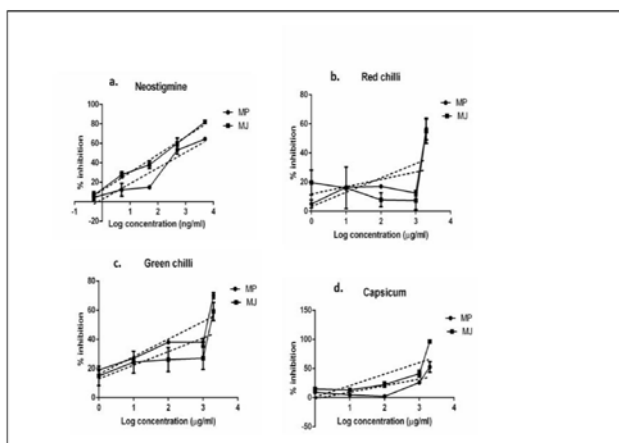 a.
Neostigmine
% inhibition
100
80
60
40
20
-20
-1
0
1
2
3
4
Log concentration (ng/ml)
MP
MJ
b.
Red chilli
% inhibition
80
60
40
20
0
0
1
2
3
4
Log concentration (µg/ml)
MP
MJ
c.
Green chilli
% inhibition
80
60
40
20
0
0
1
2
3
4
Log concentration (µg/ml)
MP
MJ
d.
Capsicum
% inhibition
150
100
50
0
-50
1
2
3
4
Log concentration (µg/ml)
MP
MJ